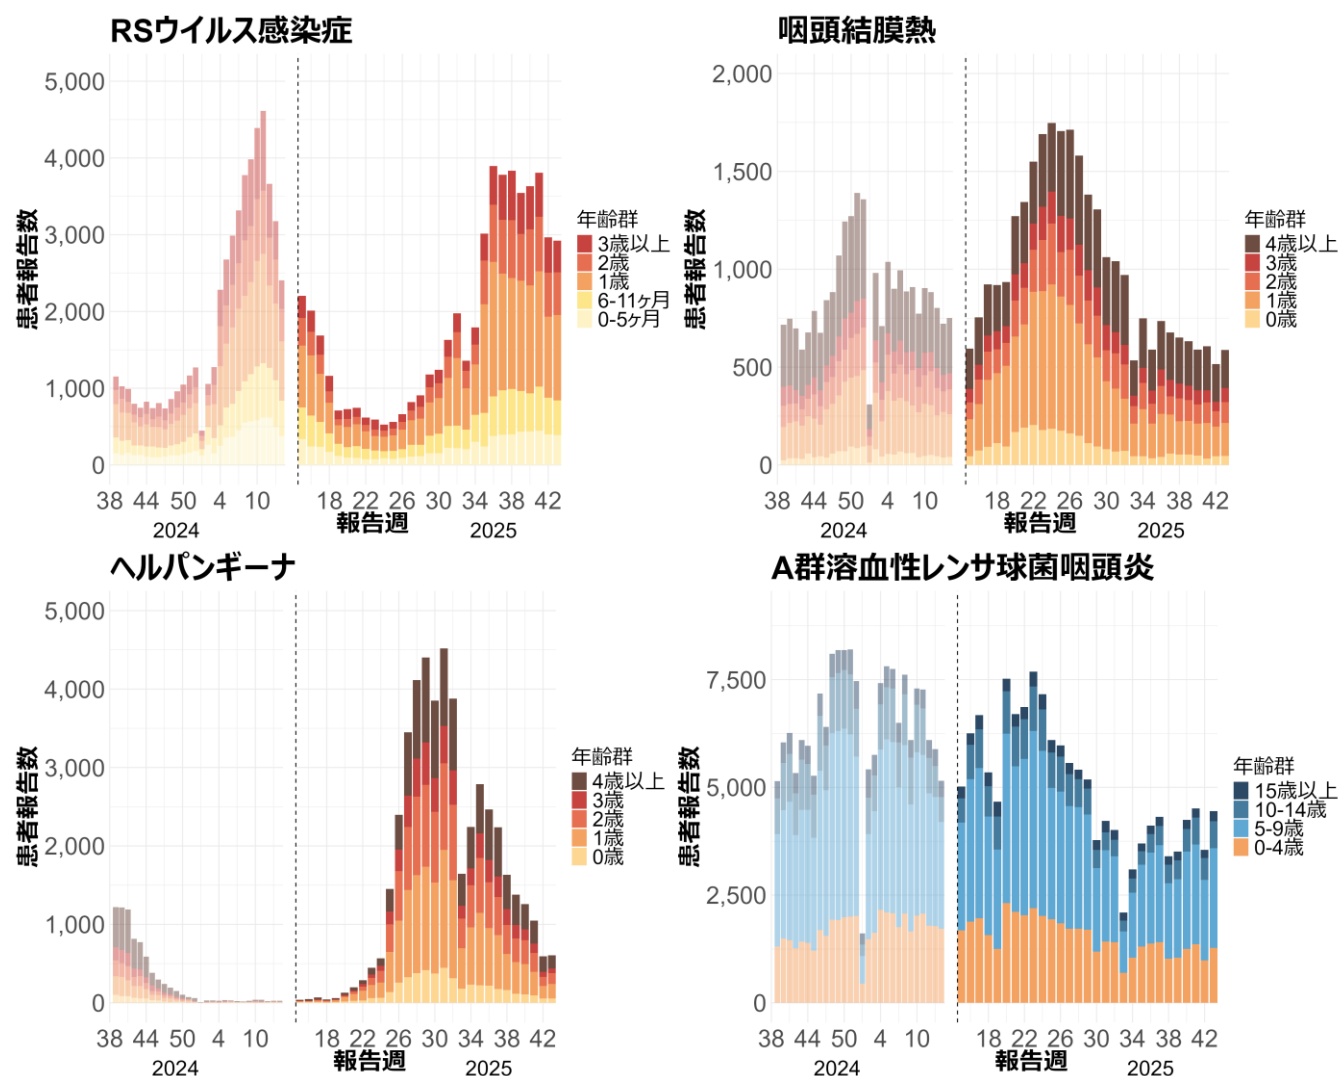 RSウイルス感染症
5,000
4,000
3,000
2,000
1,000
0
患者報告数
38 44 50 4 10 18 22 26 30 34 38 42
2024 報告週 2025
年齢群
3歳以上
2歳
1歳
6-11ヶ月
0-5ヶ月
咽頭結膜熱
2,000
1,500
1,000
500
0
患者報告数
38 44 50 4 10 18 22 26 30 34 38 42
2024 報告週 2025
年齢群
4歳以上
3歳
2歳
1歳
0歳
ヘルパンギーナ
5,000
4,000
3,000
2,000
1,000
0
患者報告数
38 44 50 4 10 18 22 26 30 34 38 42
2024 報告週 2025
年齢群
4歳以上
3歳
2歳
1歳
0歳
A群溶血性レンサ球菌咽頭炎
7,500
5,000
2,500
0
患者報告数
38 44 50 4 10 18 22 26 30 34 38 42
2024 報告週 2025
年齢群
15歳以上
10-14歳
5-9歳
0-4歳